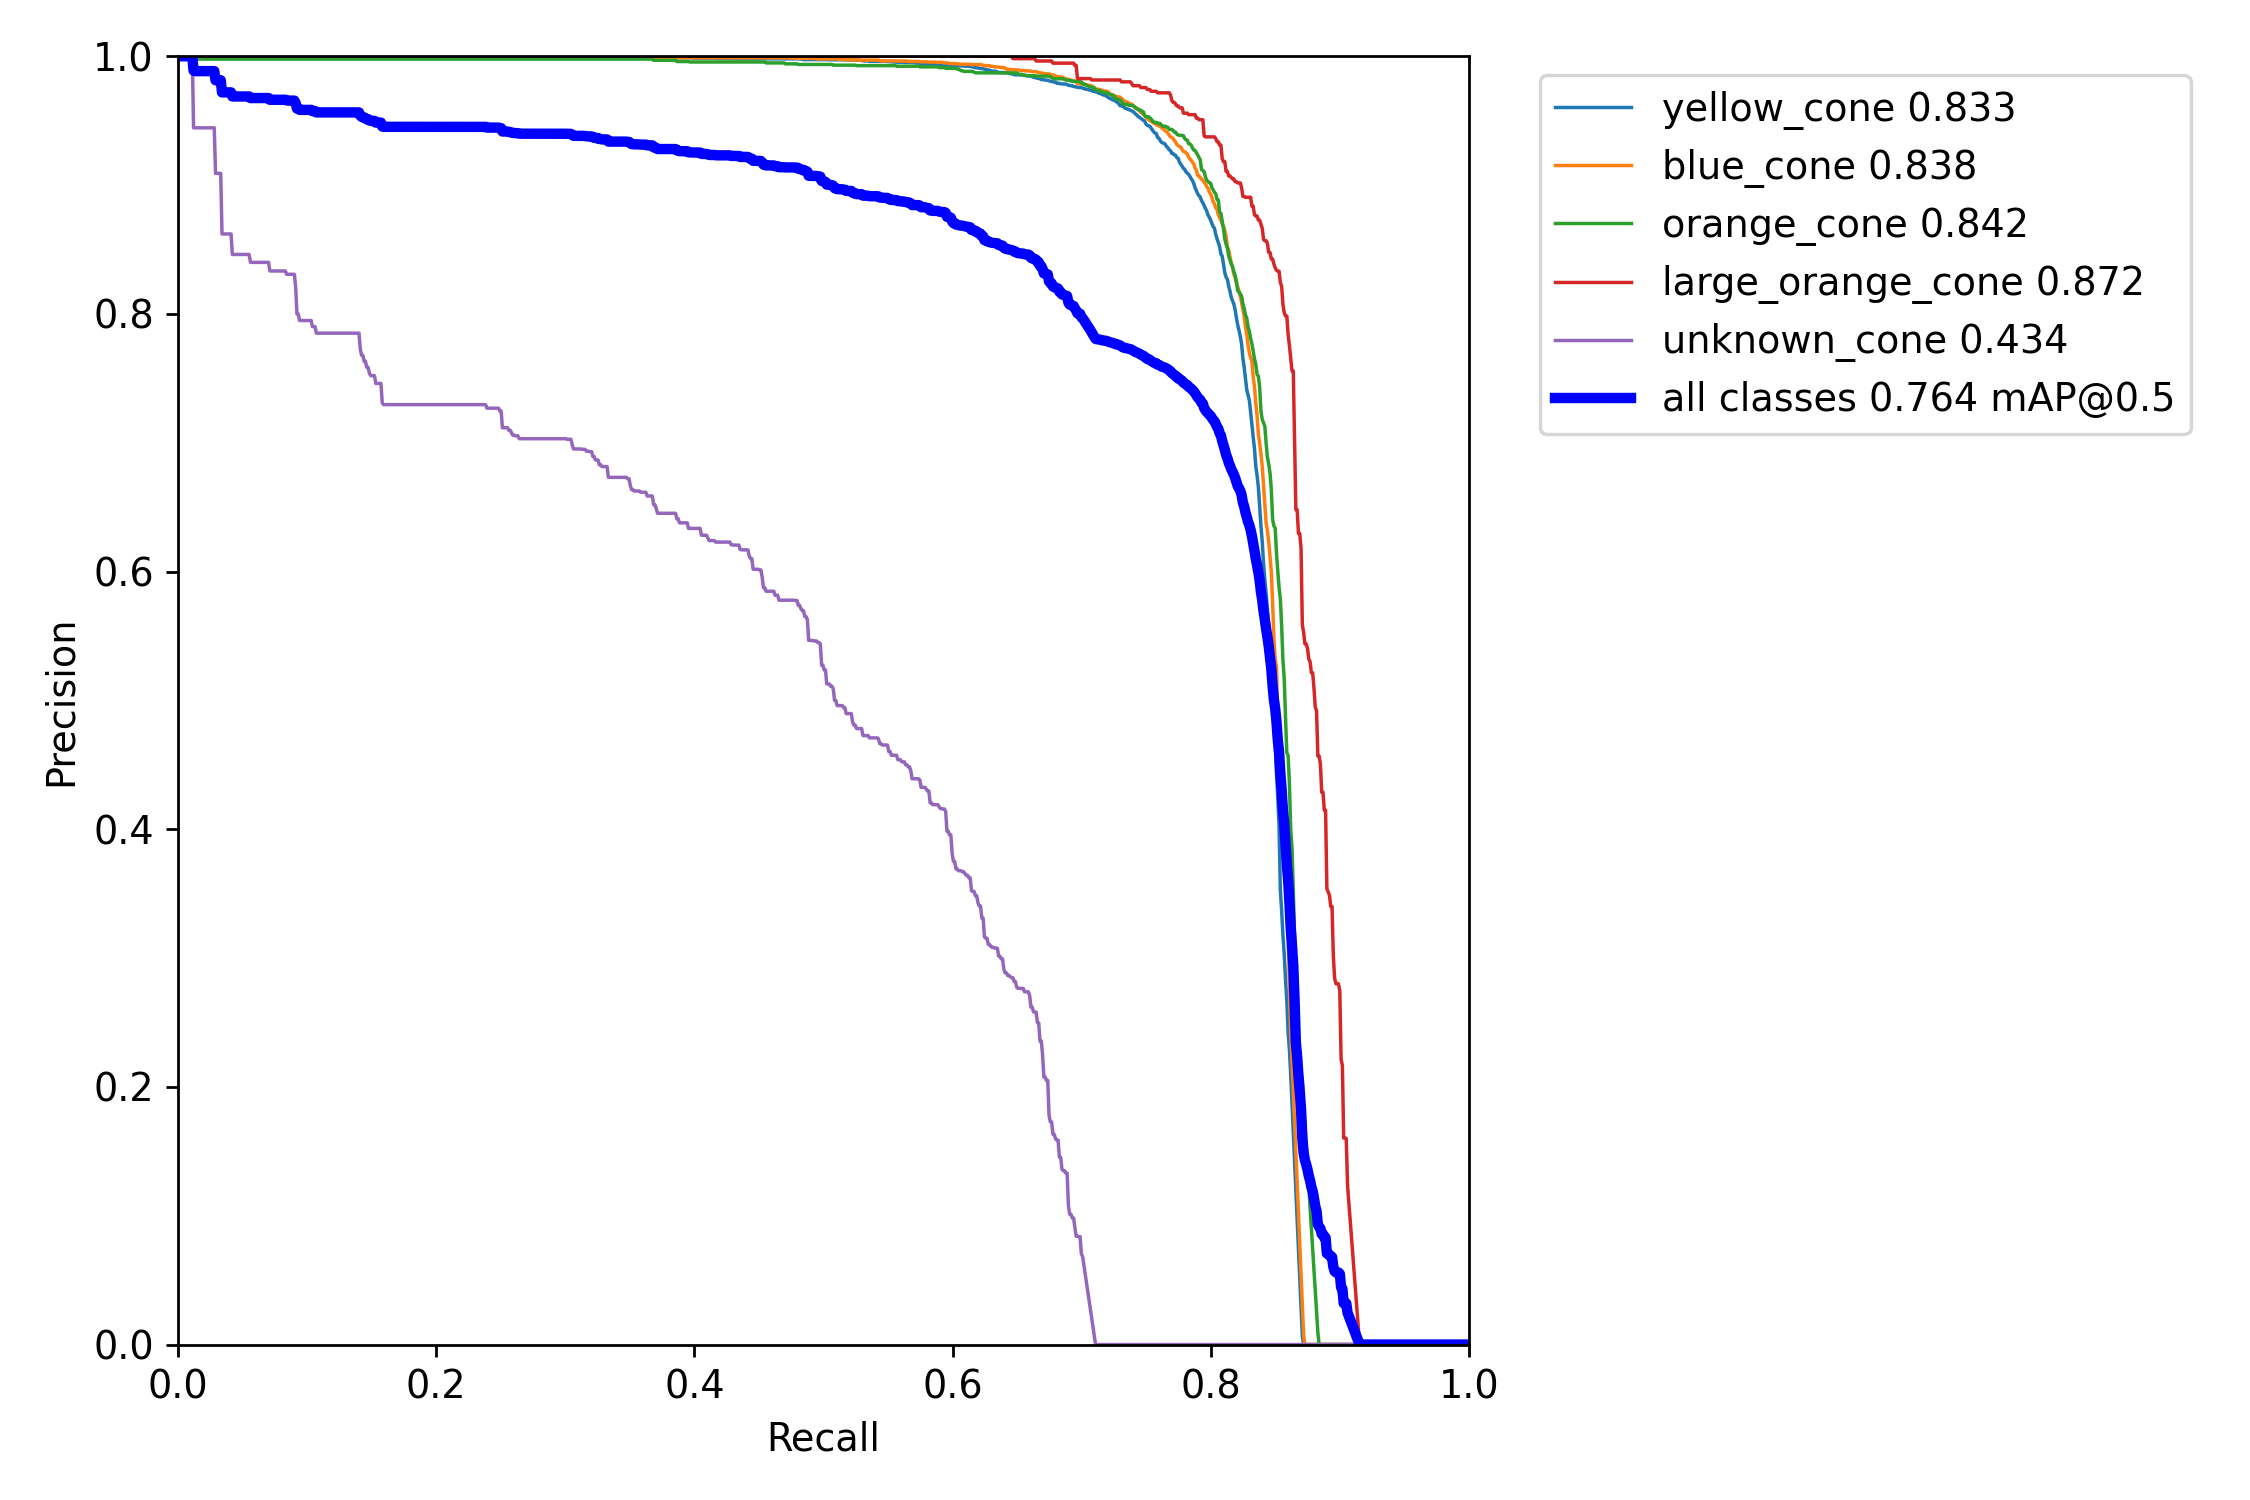 1.0
0.8
0.6
0.4
0.2
0.0
Precision
0.0 0.2 0.4 0.6 0.8 1.0
Recall
yellow_cone 0.833
blue_cone 0.838
orange_cone 0.842
large_orange_cone 0.872
unknown_cone 0.434
all classes 0.764 mAP@0.5